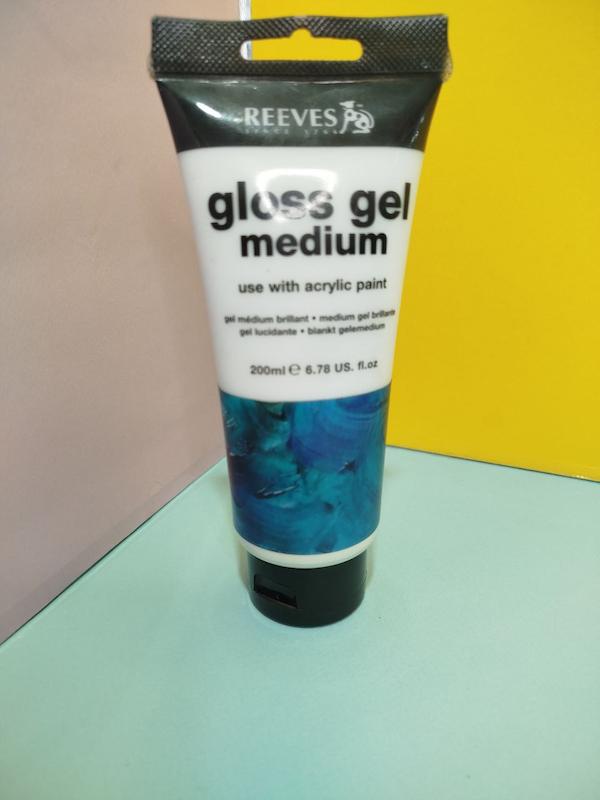 REEVES
SINCE 1766
gloss gel
medium
use with acrylic paint
gel médium brillant • medium gel brillante
gel lucidante • blankt gelemedium
200ml ℮ 6.78 US. fl.oz